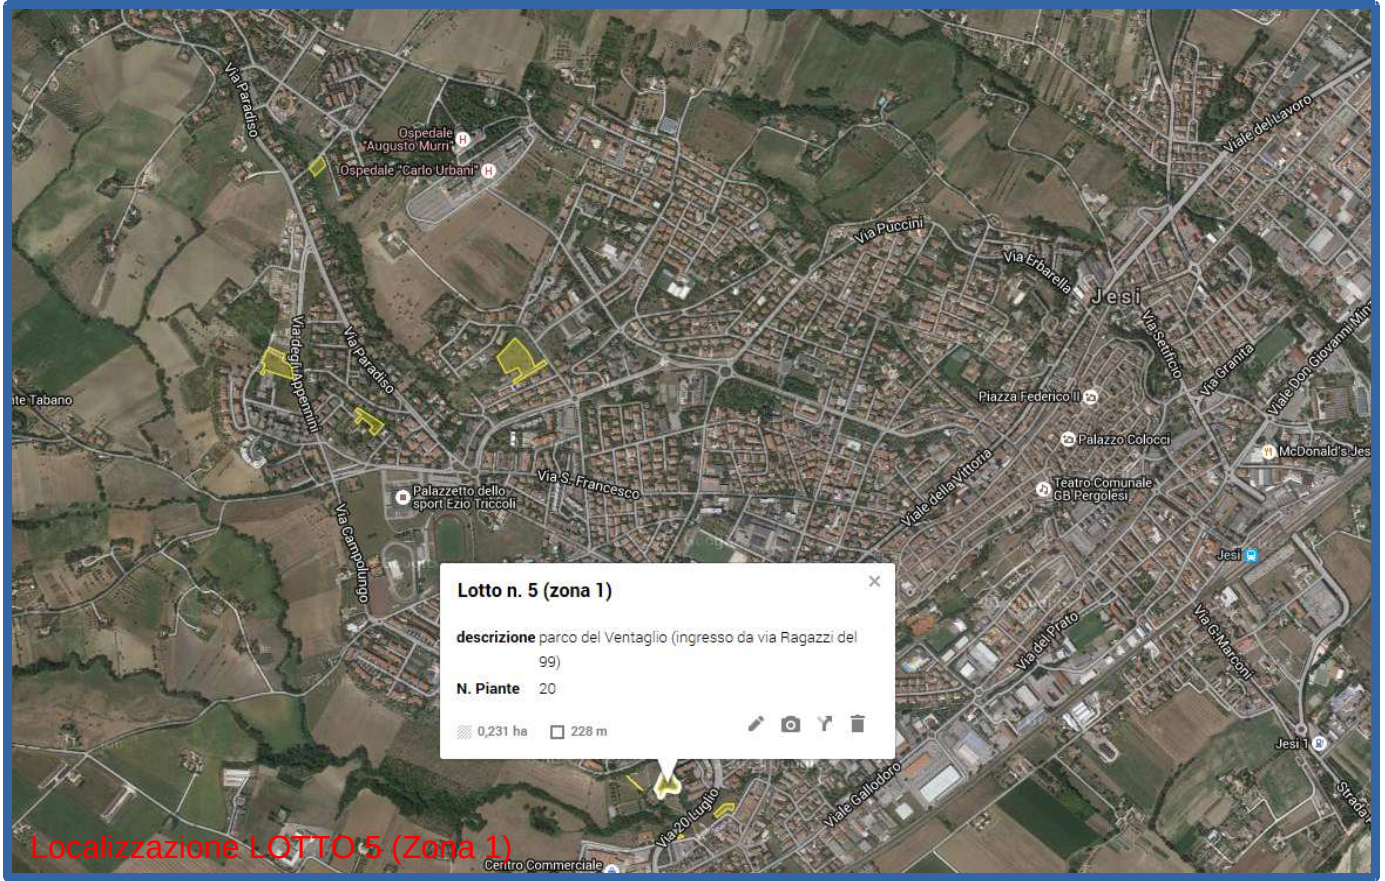 Via Paradiso
Viale del Lavoro
Ospedale
"Augusto Murri"
Ospedale "Carlo Urbani"
Via Puccini
Via Erbarella
Jesi
Via Setificio
Via degli Appennini
Via Paradiso
Via Granita
Viale Don Giovanni Minz
nte Tabano
Piazza Federico II
Palazzo Colocci
McDonald's Jes
Via S. Francesco
Viale della Vittoria
Teatro Comunale
GB Pergolesi
Palazzetto dello
sport Ezio Triccoli
Via Campolungo
Jesi
Lotto n. 5 (zona 1)
descrizione parco del Ventaglio (ingresso da via Ragazzi del
99)
N. Piante 20
0,231 ha 228 m
Via del Prato
Via G. Marconi
Jesi 1
Viale Gallodoro
Via 20 Luglio
Strada
Localizzazione LOTTO 5 (Zona 1)
Centro Commerciale